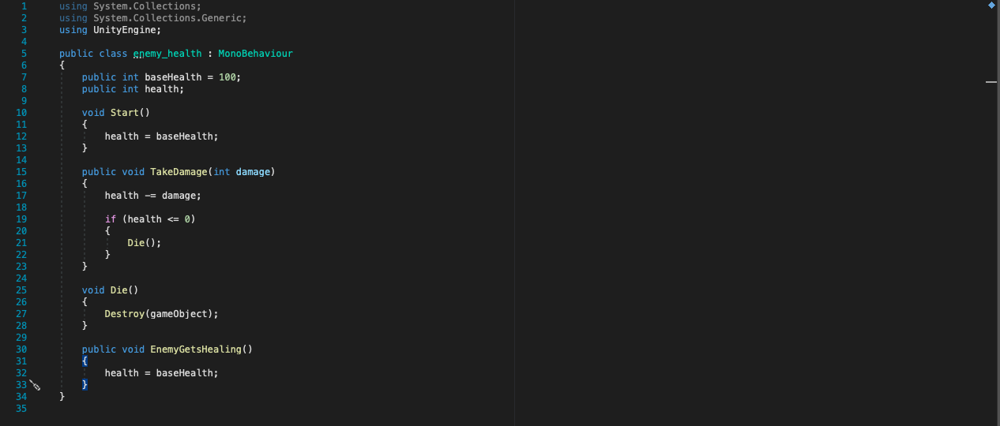 1 using System.Collections;
2 using System.Collections.Generic;
3 using UnityEngine;
4
5 public class enemy_health : MonoBehaviour
6 {
7     public int baseHealth = 100;
8     public int health;
9
10     void Start()
11     {
12         health = baseHealth;
13     }
14
15     public void TakeDamage(int damage)
16     {
17         health -= damage;
18
19         if (health <= 0)
20         {
21             Die();
22         }
23     }
24
25     void Die()
26     {
27         Destroy(gameObject);
28     }
29
30     public void EnemyGetsHealing()
31     {
32         health = baseHealth;
33     }
34 }
35